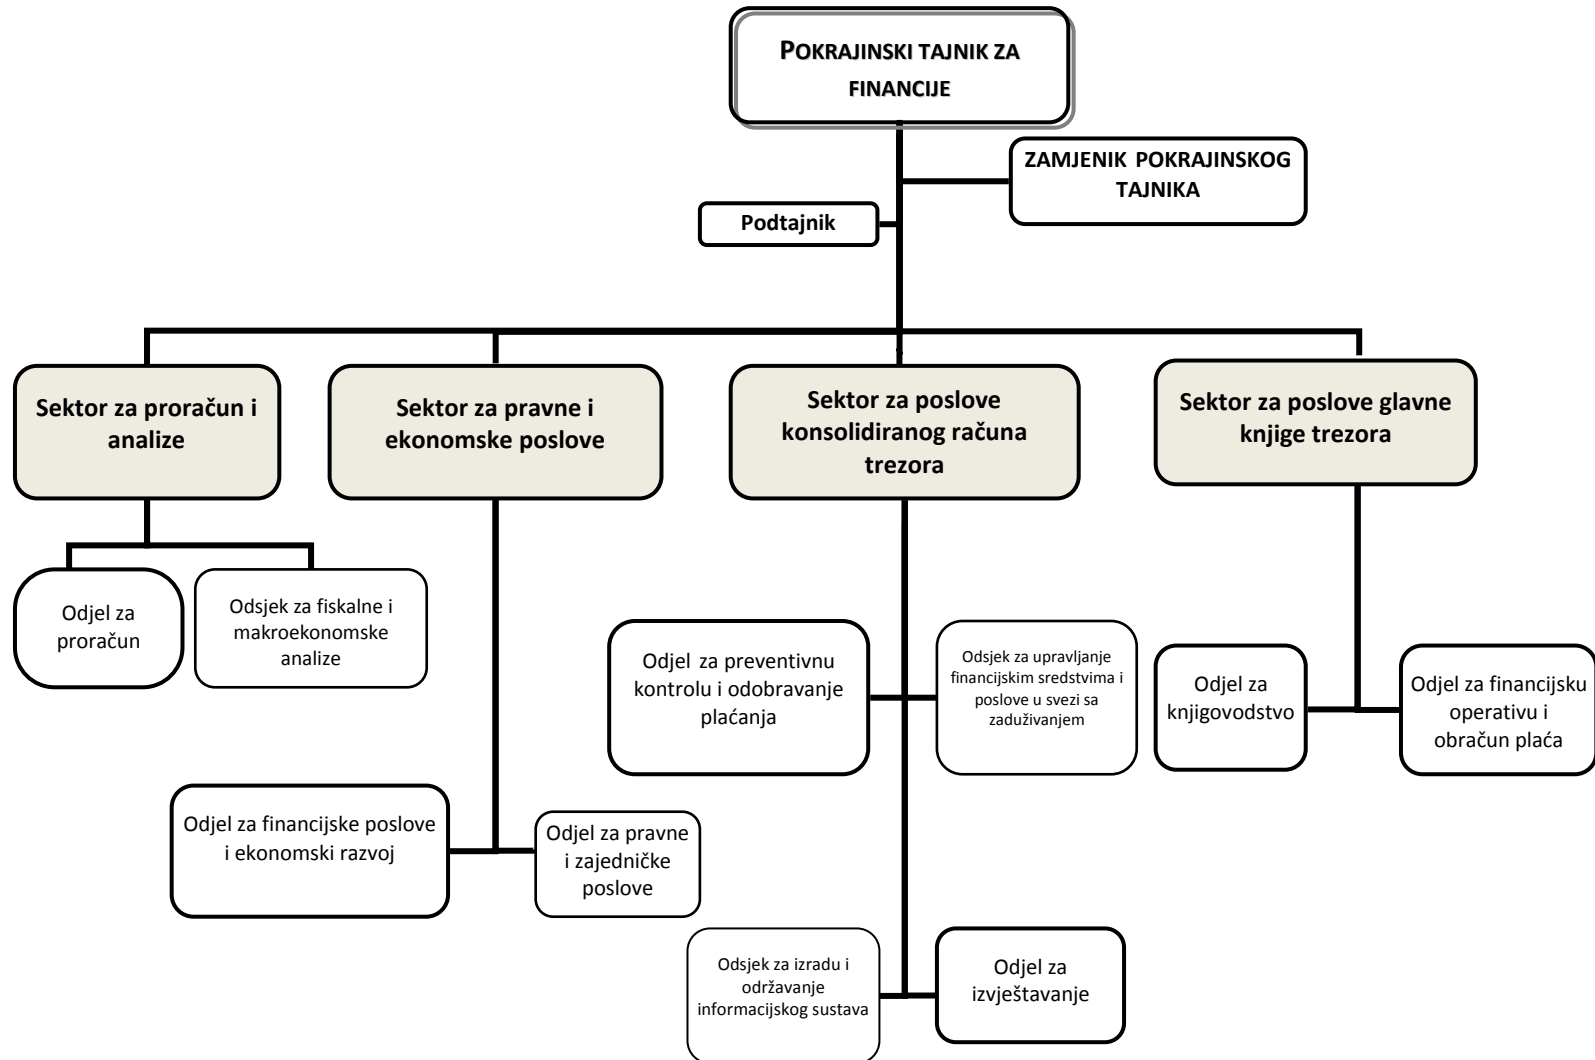 POKRAJINSKI TAJNIK ZA
FINANCIJE
ZAMJENIK POKRAJINSKOG
TAJNIKA
Podtajnik
Sektor za proračun i
analize
Sektor za pravne i
ekonomske poslove
Sektor za poslove
konsolidiranog računa
trezora
Sektor za poslove glavne
knjige trezora
Odjel za
proračun
Odsjek za fiskalne i
makroekonomske
analize
Odjel za preventivnu
kontrolu i odobravanje
plaćanja
Odsjek za upravljanje
financijskim sredstvima i
poslove u svezi sa
zaduživanjem
Odjel za
knjigovodstvo
Odjel za financijsku
operativu i
obračun plaća
Odjel za financijske poslove
i ekonomski razvoj
Odjel za pravne
i zajedničke
poslove
Odsjek za izradu i
održavanje
informacijskog sustava
Odjel za
izvještavanje